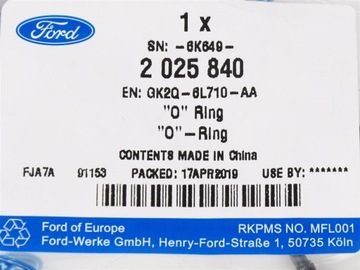 Ford
1 x
SN: -6K649-
2 025 840
EN: GK2Q-6L710-AA
"O" Ring
"O"-Ring
CONTENTS MADE IN China
FJA7A 91153 PACKED: 17APR2019 USE BY: *******
Ford of Europe RKPMS NO. MFL001
Ford-Werke GmbH, Henry-Ford-Straße 1, 50735 Köln